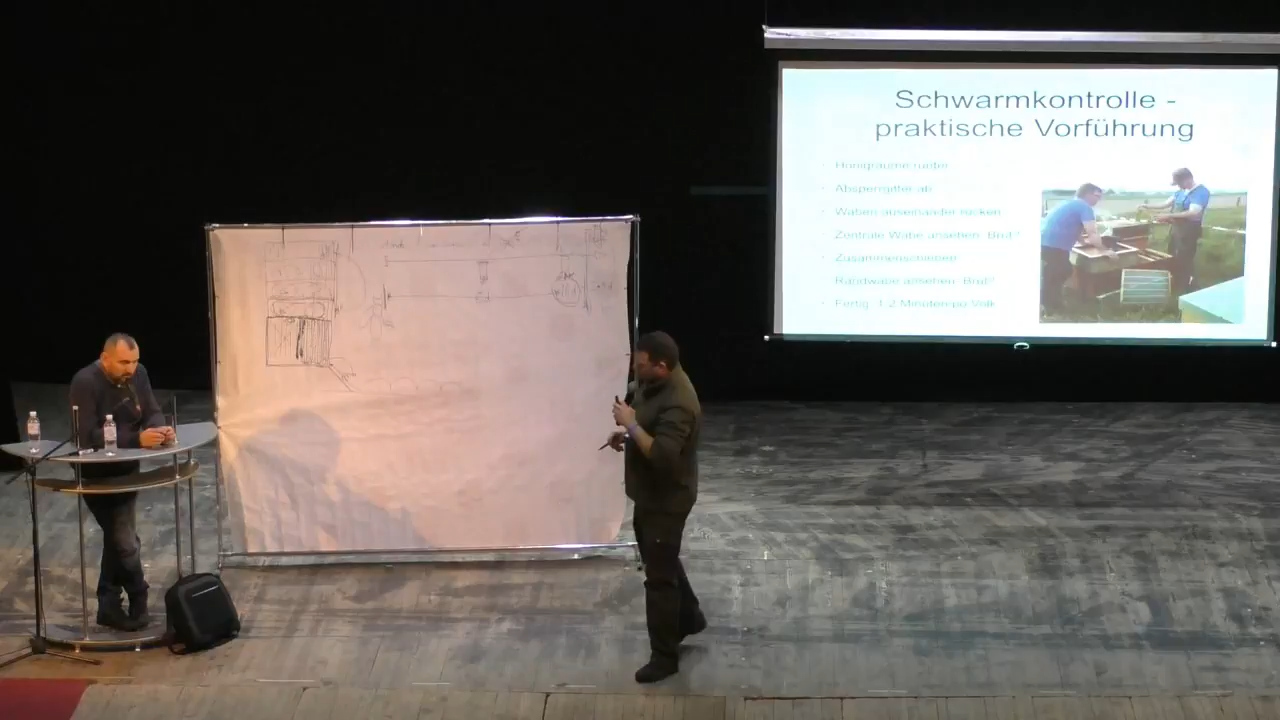 Schwarmkontrolle -
praktische Vorführung
Honigräume runter
Absperrgitter ab
Waben auseinander rücken
Zentrale Wabe ansehen: Brut?
Zusammenschieben
Randwabe ansehen: Brut?
Fertig: 1-2 Minuten pro Volk